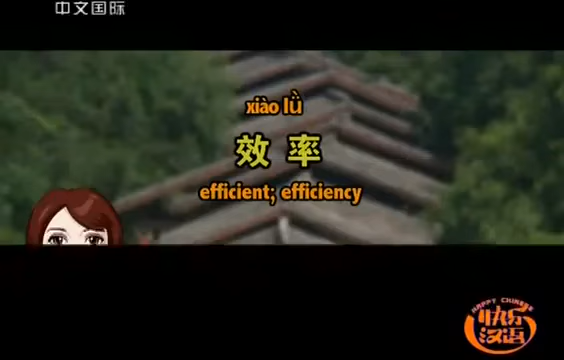 中文国际
xiào lǜ
效率
efficient; efficiency
HAPPY CHINESE
快乐
汉语